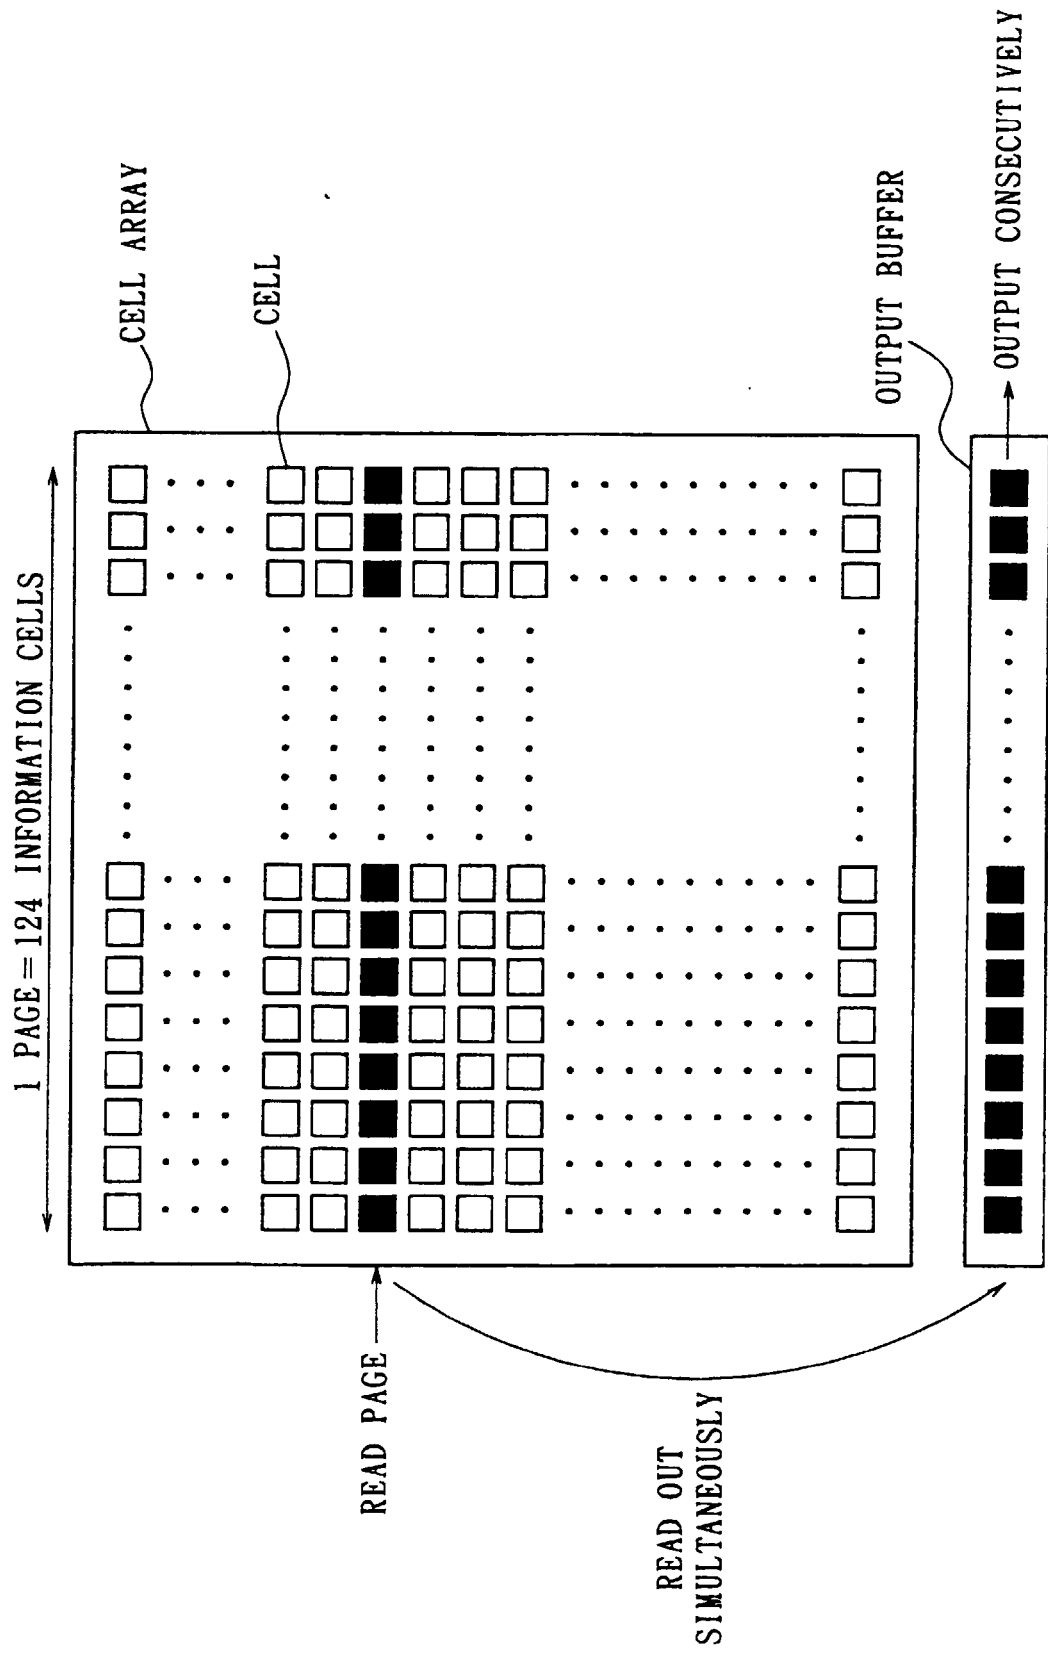 1 PAGE=124 INFORMATION CELLS
CELL ARRAY
CELL
READ PAGE
READ OUT
SIMULTANEOUSLY
OUTPUT BUFFER
OUTPUT CONSECUTIVELY